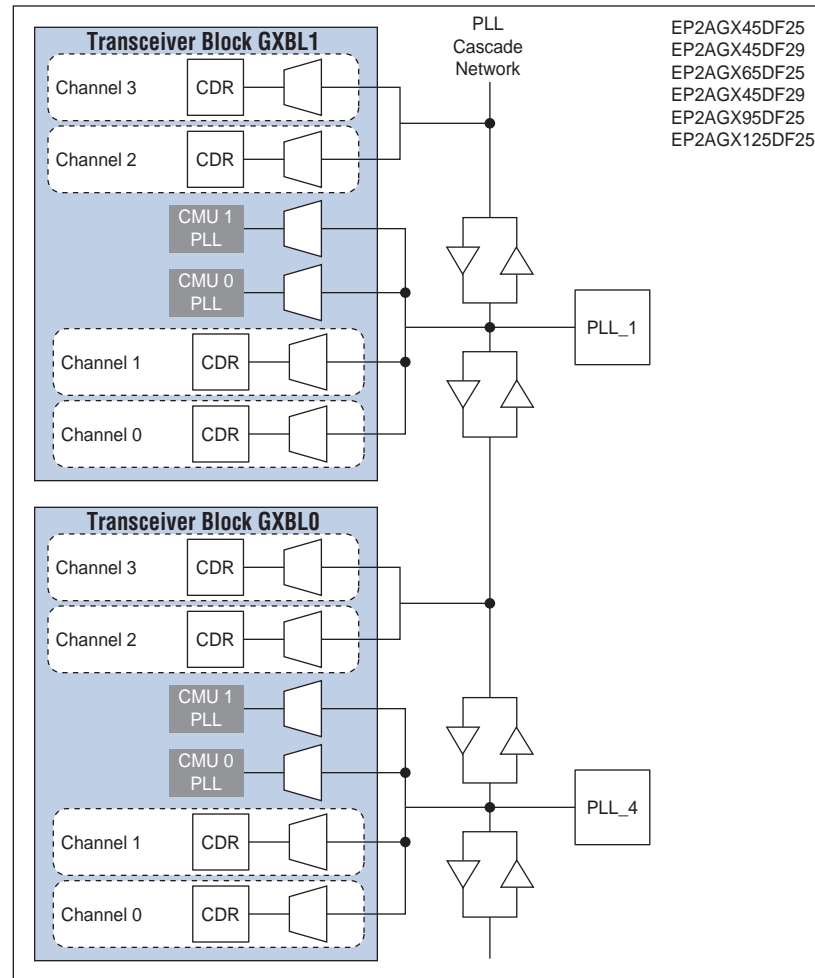 Transceiver Block GXBL1
Channel 3
CDR
Channel 2
CDR
CMU 1
PLL
CMU 0
PLL
Channel 1
CDR
Channel 0
CDR
PLL
Cascade
Network
PLL_1
EP2AGX45DF25
EP2AGX45DF29
EP2AGX65DF25
EP2AGX45DF29
EP2AGX95DF25
EP2AGX125DF25
Transceiver Block GXBL0
Channel 3
CDR
Channel 2
CDR
CMU 1
PLL
CMU 0
PLL
Channel 1
CDR
Channel 0
CDR
PLL_4